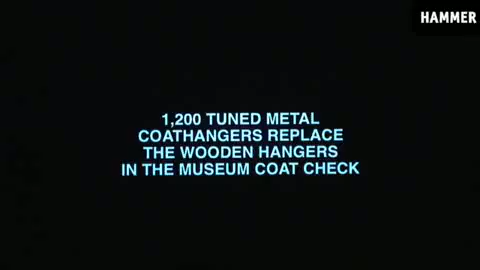 HAMMER
1,200 TUNED METAL
COATHANGERS REPLACE
THE WOODEN HANGERS
IN THE MUSEUM COAT CHECK